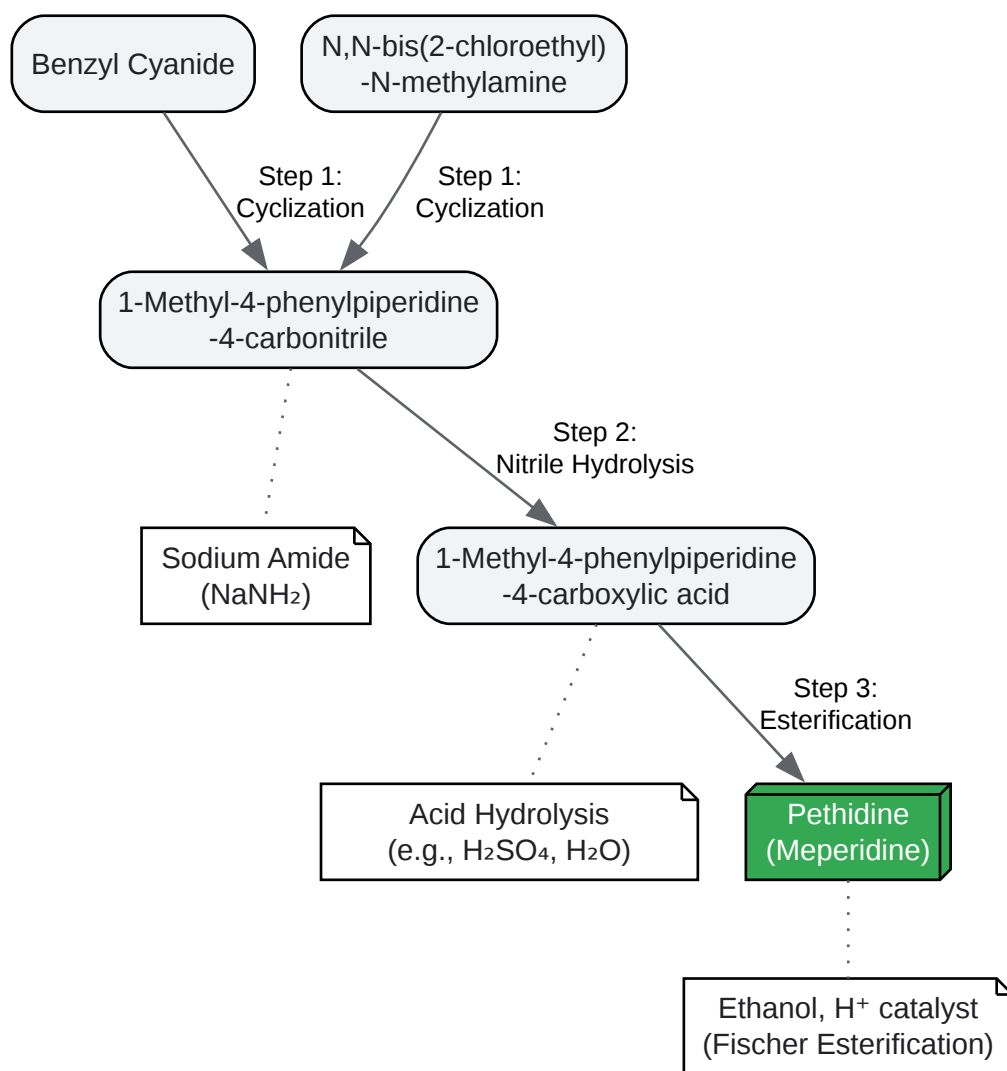 Benzyl Cyanide
N,N-bis(2-chloroethyl)
-N-methylamine
Step 1:
Cyclization
Step 1:
Cyclization
1-Methyl-4-phenylpiperidine
-4-carbonitrile
Step 2:
Nitrile Hydrolysis
Sodium Amide
(NaNH₂)
1-Methyl-4-phenylpiperidine
-4-carboxylic acid
Step 3:
Esterification
Acid Hydrolysis
(e.g., H₂SO₄, H₂O)
Pethidine
(Meperidine)
Ethanol, H⁺ catalyst
(Fischer Esterification)